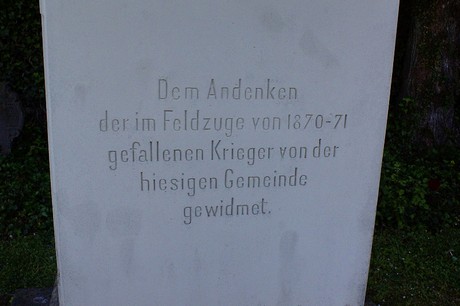 Dem Andenken
der im Feldzuge von 1870-71
gefallenen Krieger von der
hiesigen Gemeinde
gewidmet.